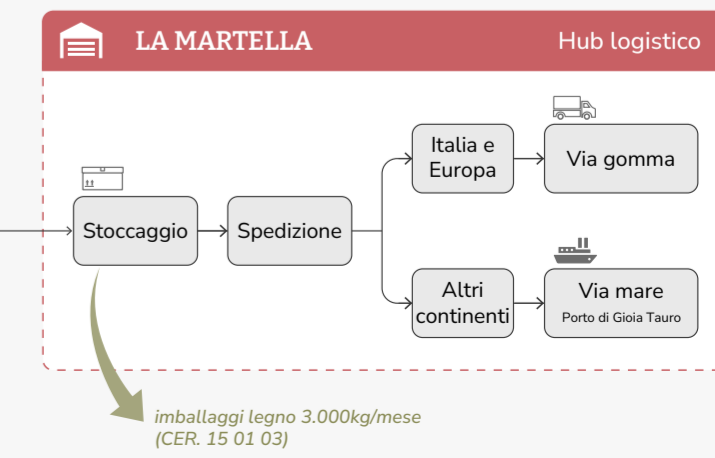 LA MARTELLA
Hub logistico
Italia e
Europa
Via gomma
Stoccaggio
Spedizione
Altri
continenti
Via mare
Porto di Gioia Tauro
imballaggi legno 3.000kg/mese
(CER. 15 01 03)